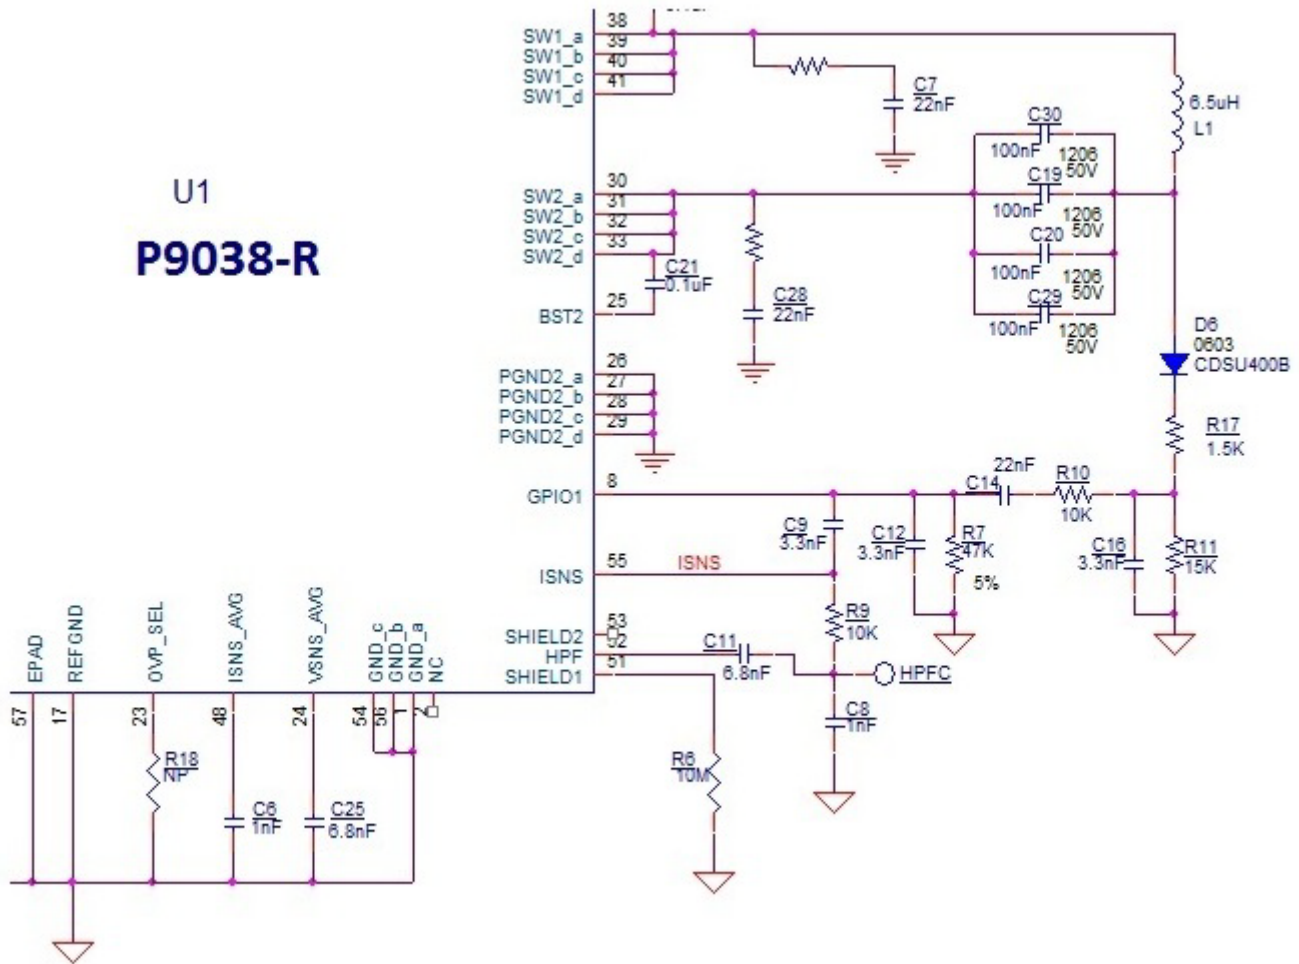 38
SW1_a
39
SW1_b
40
SW1_c
41
SW1_d
C7
22nF
6.5uH
L1
C30
100nF
1206
50V
U1
P9038-R
30
SW2_a
31
SW2_b
32
SW2_c
33
SW2_d
C19
100nF
1206
50V
C20
100nF
1206
50V
C29
100nF
1206
50V
C21
0.1uF
25
BST2
C28
22nF
D6
0603
CDSU400B
26
PGND2_a
27
PGND2_b
28
PGND2_c
29
PGND2_d
R17
1.5K
8
GPIO1
22nF
C14
R10
10K
C9
3.3nF
C12
3.3nF
R7
47K
5%
C16
3.3nF
R11
15K
55
ISNS
ISNS
R9
10K
53
SHIELD2
52
HPF
51
SHIELD1
C11
6.8nF
HPFC
C8
1nF
R6
10M
EPAD
REFGND
OVP_SEL
ISNS_AVG
VSNS_AVG
GND_c
GND_b
GND_a
NC
57
17
23
48
24
54
56
1
2
R18
NP
C6
1nF
C25
6.8nF